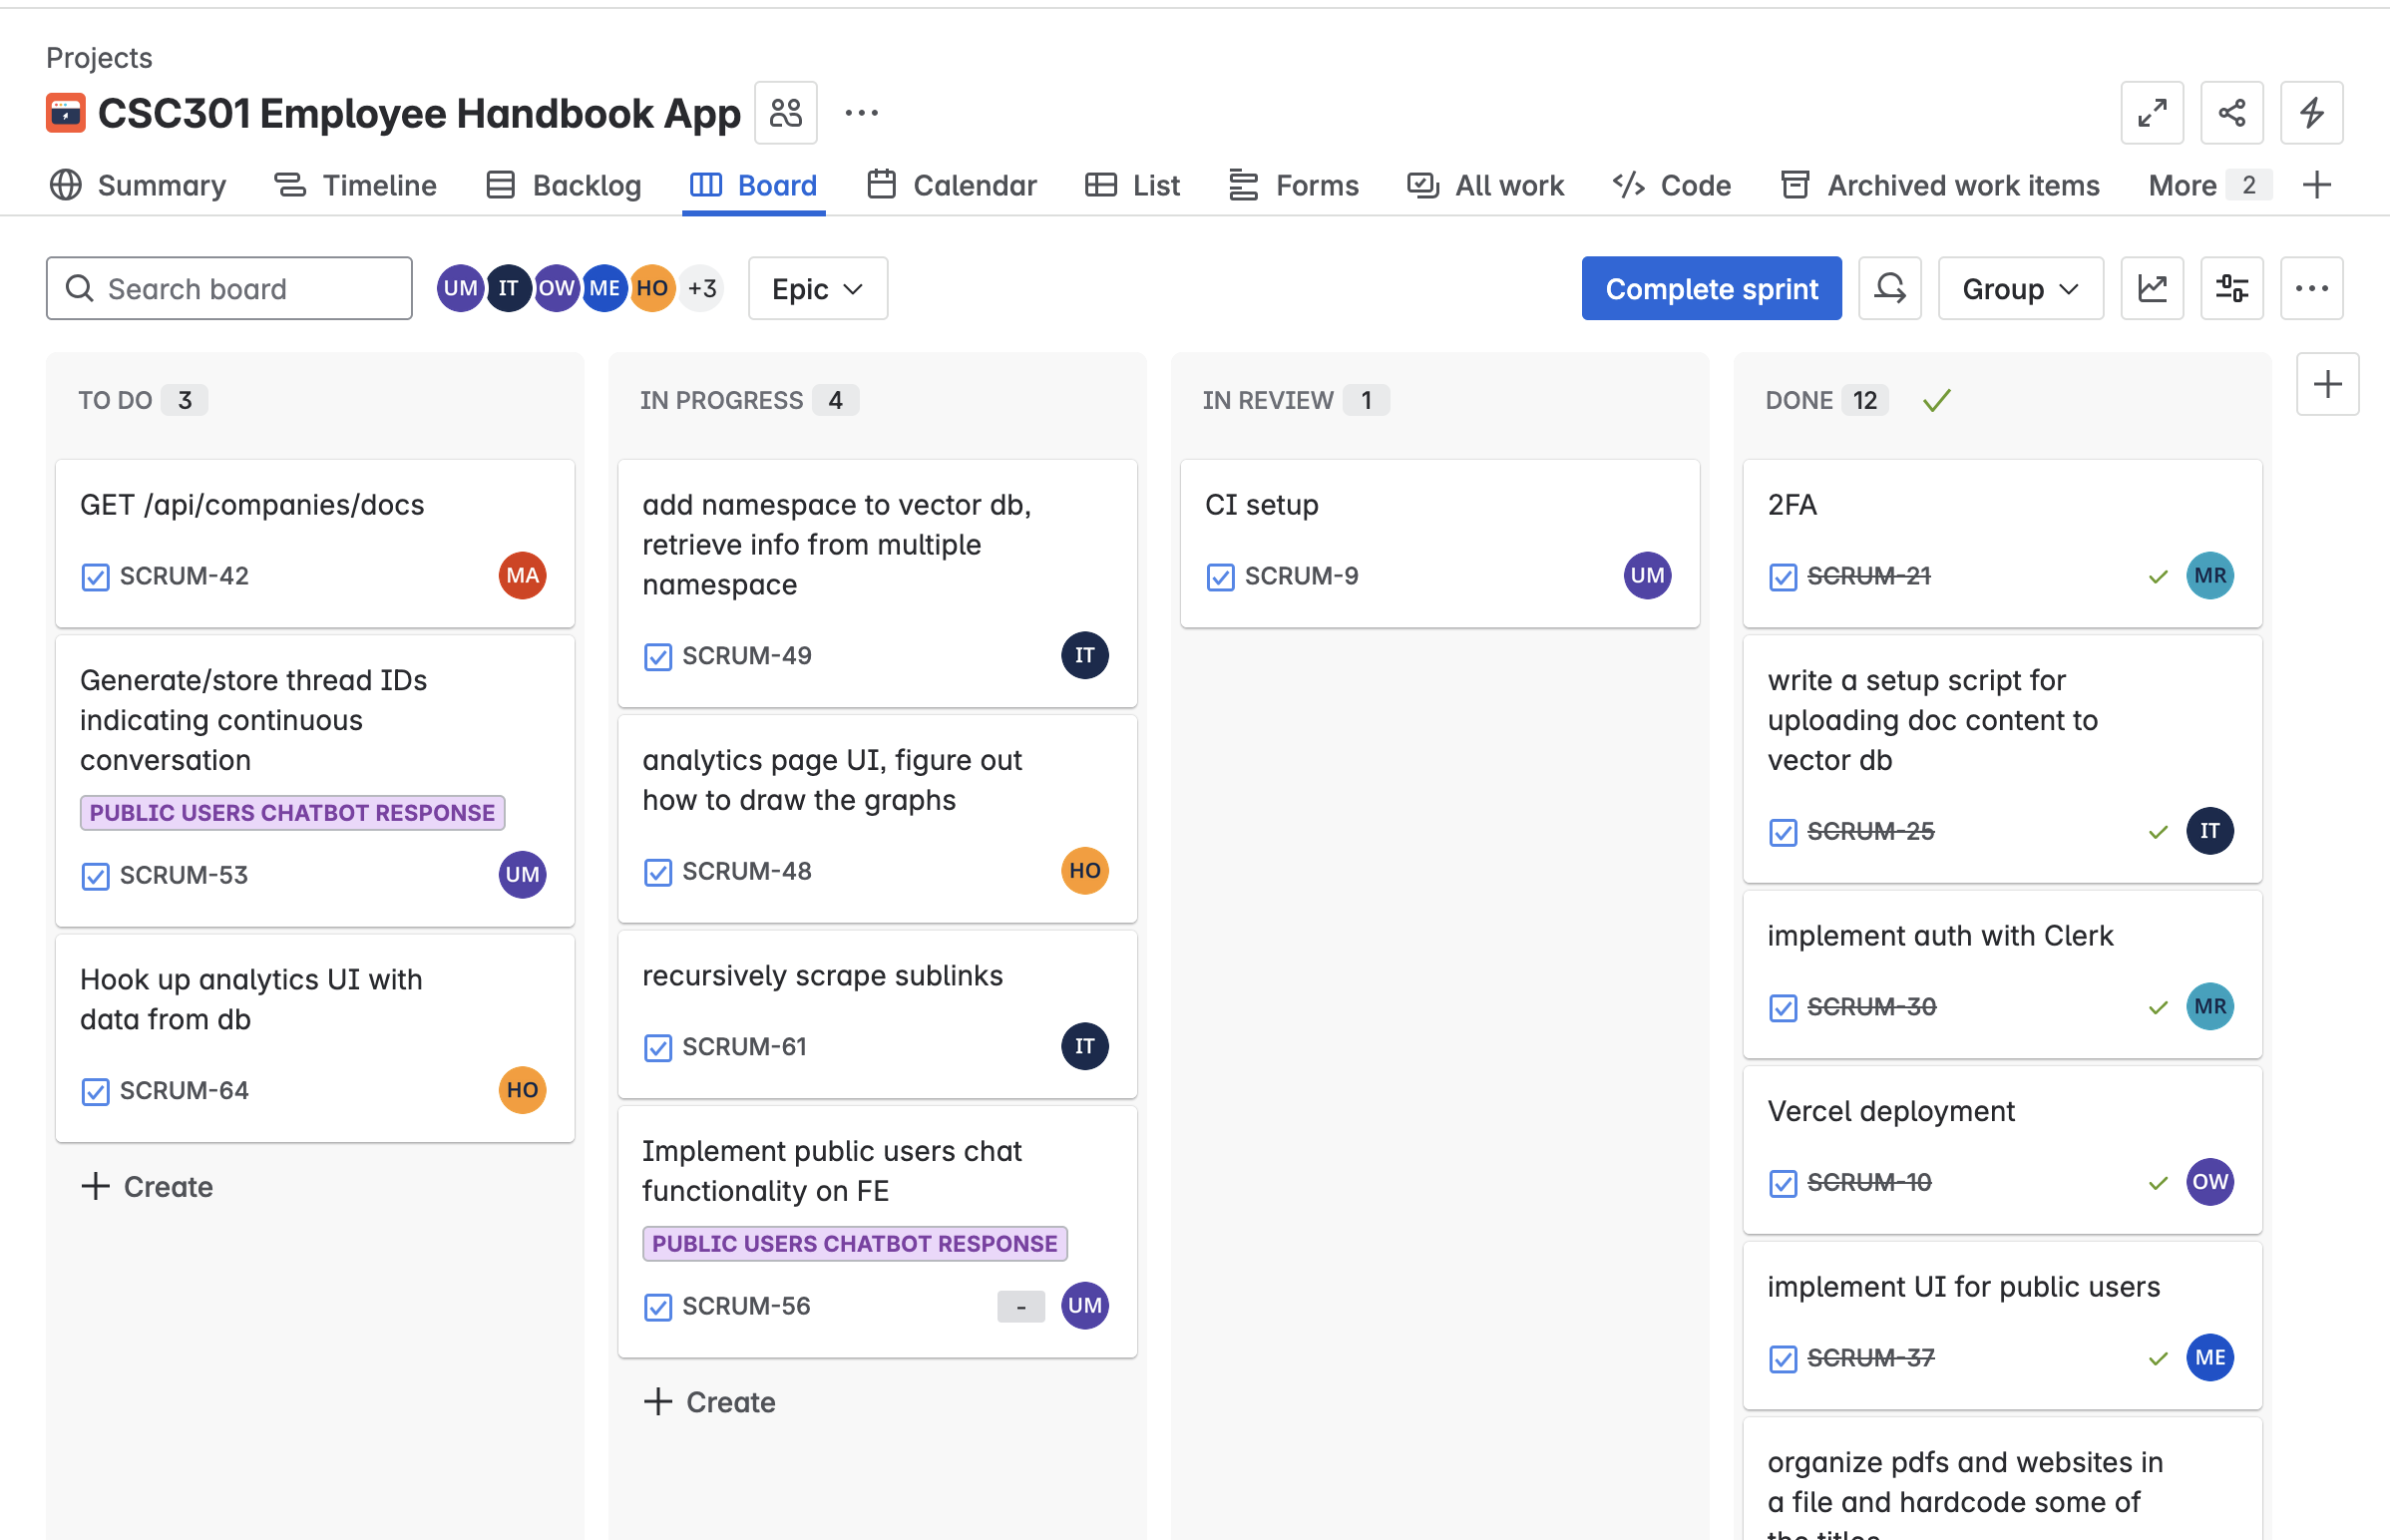 Projects
CSC301 Employee Handbook App
Summary Timeline Backlog Board Calendar List Forms All work Code Archived work items More 2
Search board UM IT OW ME HO +3 Epic Complete sprint Group
TO DO 3
GET /api/companies/docs
SCRUM-42 MA
Generate/store thread IDs
indicating continuous
conversation
PUBLIC USERS CHATBOT RESPONSE
SCRUM-53 UM
Hook up analytics UI with
data from db
SCRUM-64 HO
+ Create
IN PROGRESS 4
add namespace to vector db,
retrieve info from multiple
namespace
SCRUM-49 IT
analytics page UI, figure out
how to draw the graphs
SCRUM-48 HO
recursively scrape sublinks
SCRUM-61 IT
Implement public users chat
functionality on FE
PUBLIC USERS CHATBOT RESPONSE
SCRUM-56 - UM
+ Create
IN REVIEW 1
CI setup
SCRUM-9 UM
DONE 12
2FA
SCRUM-21 MR
write a setup script for
uploading doc content to
vector db
SCRUM-25 IT
implement auth with Clerk
SCRUM-30 MR
Vercel deployment
SCRUM-10 OW
implement UI for public users
SCRUM-37 ME
organize pdfs and websites in
a file and hardcode some of
the titles